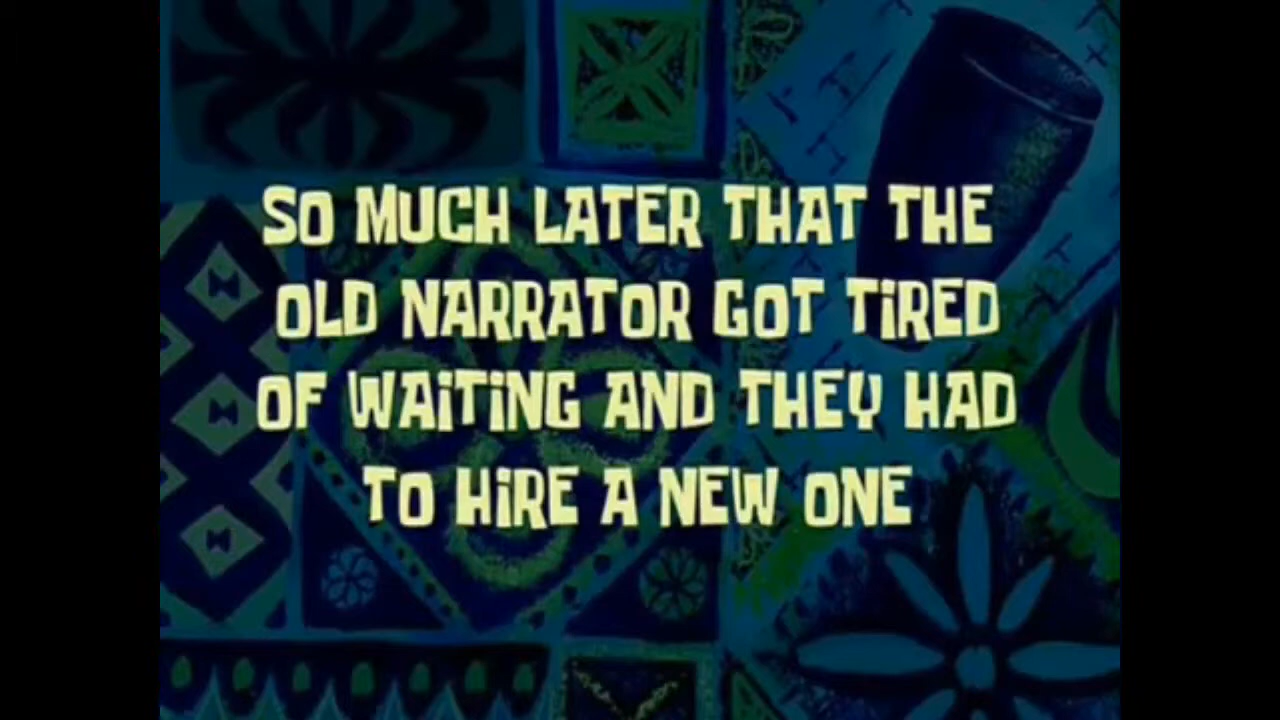 SO MUCH LATER THAT THE
OLD NARRATOR GOT TiRED
OF WAiTiNG AND THEY HAD
TO HiRE A NEW ONE